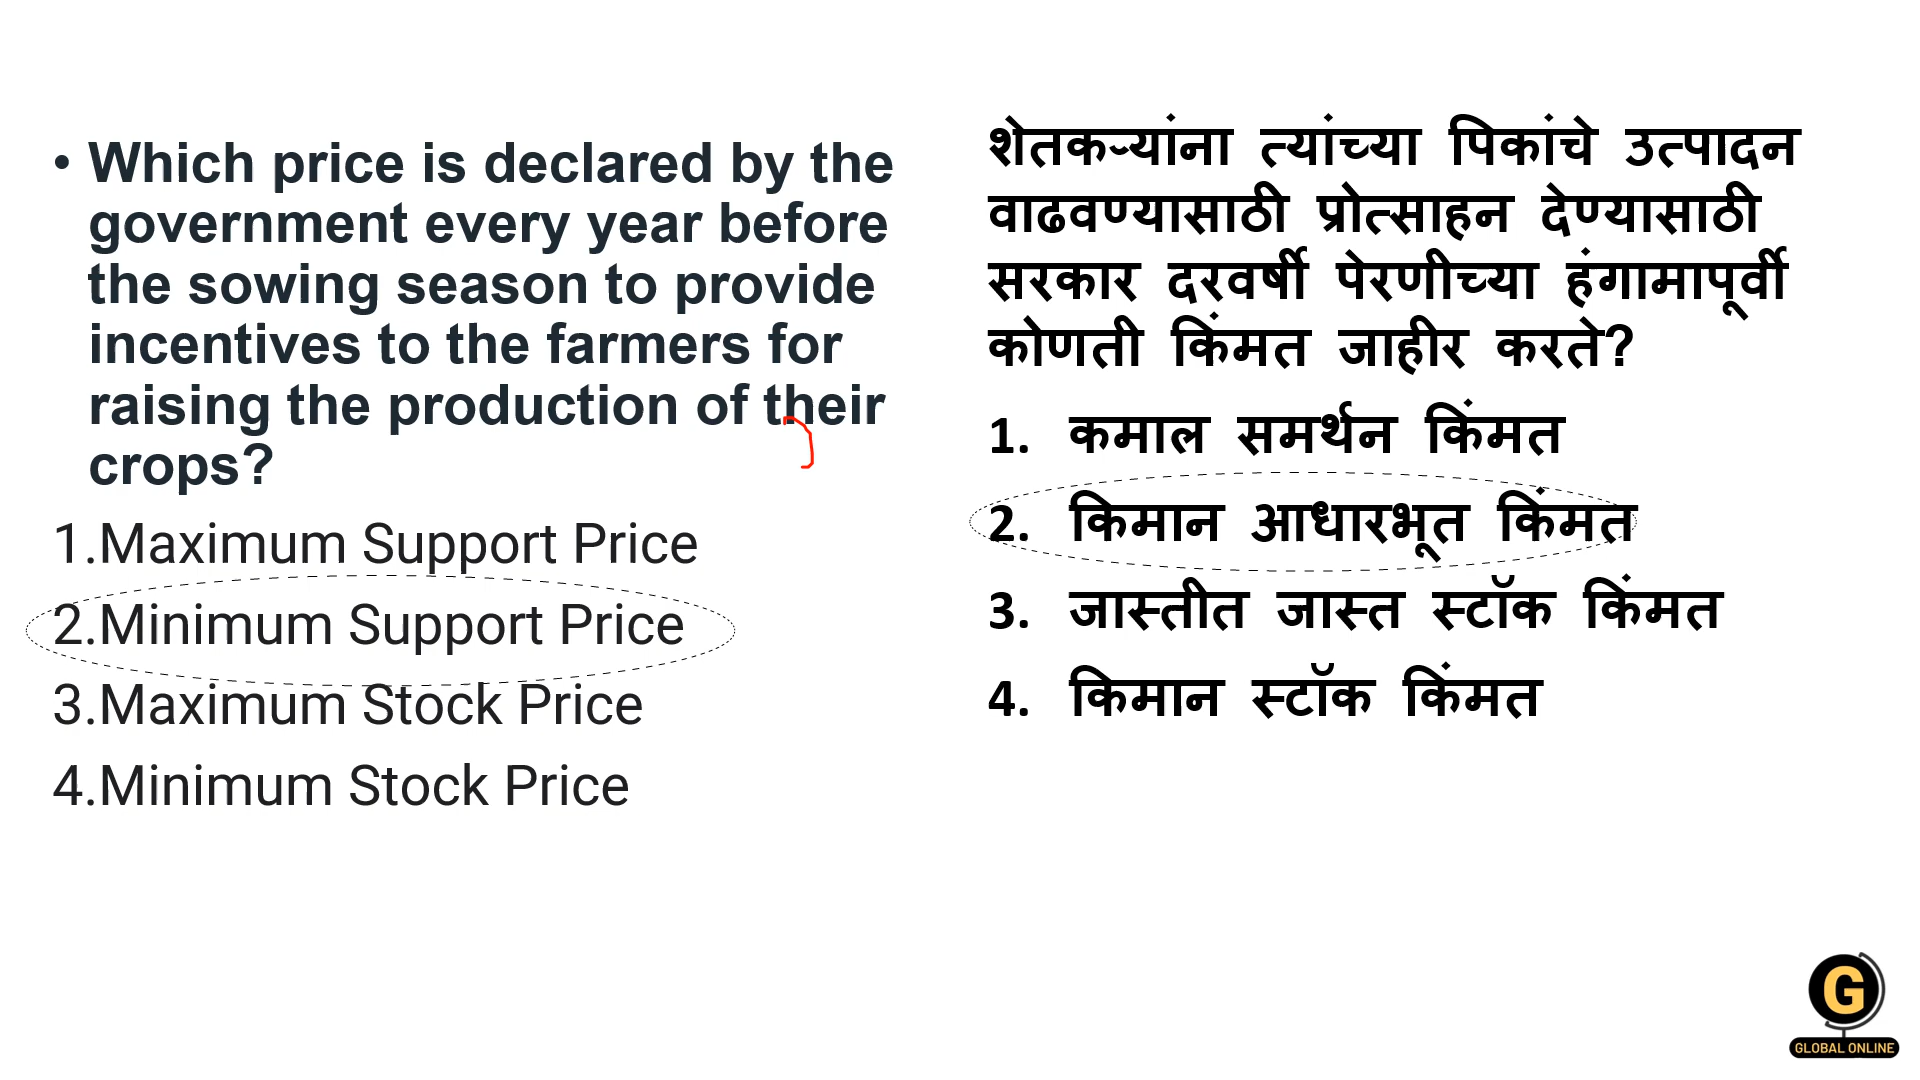 • Which price is declared by the
government every year before
the sowing season to provide
incentives to the farmers for
raising the production of their
crops?
1.Maximum Support Price
2.Minimum Support Price
3.Maximum Stock Price
4.Minimum Stock Price
शेतकऱ्यांना त्यांच्या पिकांचे उत्पादन
वाढवण्यासाठी प्रोत्साहन देण्यासाठी
सरकार दरवर्षी पेरणीच्या हंगामापूर्वी
कोणती किंमत जाहीर करते?
1. कमाल समर्थन किंमत
2. किमान आधारभूत किंमत
3. जास्तीत जास्त स्टॉक किंमत
4. किमान स्टॉक किंमत
G
GLOBAL ONLINE